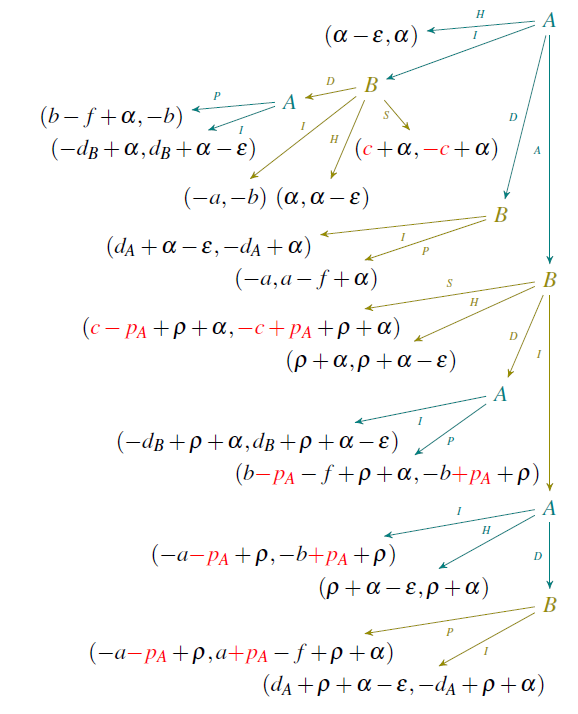 H A
(α − ε, α) I
D B
P A
(b − f + α, −b) I I H S D
(−d_B + α, d_B + α − ε) (c + α, −c + α) A
(−a, −b) (α, α − ε)
B
(d_A + α − ε, −d_A + α) I P
(−a, a − f + α)
S B
H
(c − p_A + ρ + α, −c + p_A + ρ + α) D
(ρ + α, ρ + α − ε) I
A
I
(−d_B + ρ + α, d_B + ρ + α − ε) P
(b − p_A − f + ρ + α, −b + p_A + ρ)
I A
H
(−a − p_A + ρ, −b + p_A + ρ) D
(ρ + α − ε, ρ + α)
B
P
(−a − p_A + ρ, a + p_A − f + ρ + α) I
(d_A + ρ + α − ε, −d_A + ρ + α)